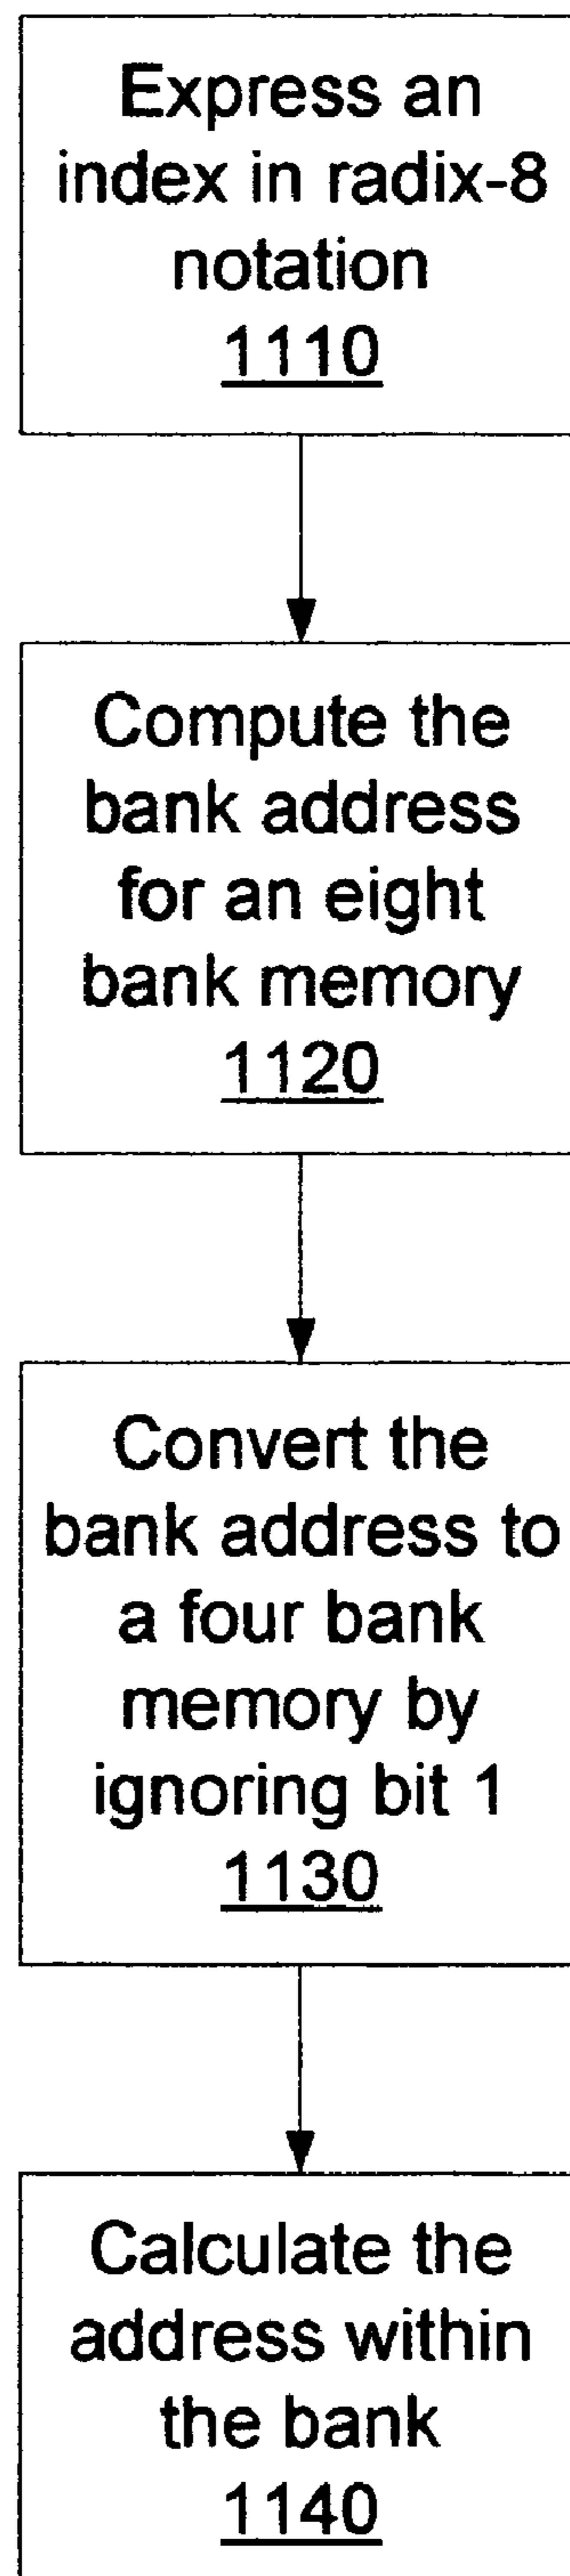 Express an
index in radix-8
notation
1110
Compute the
bank address
for an eight
bank memory
1120
Convert the
bank address to
a four bank
memory by
ignoring bit 1
1130
Calculate the
address within
the bank
1140